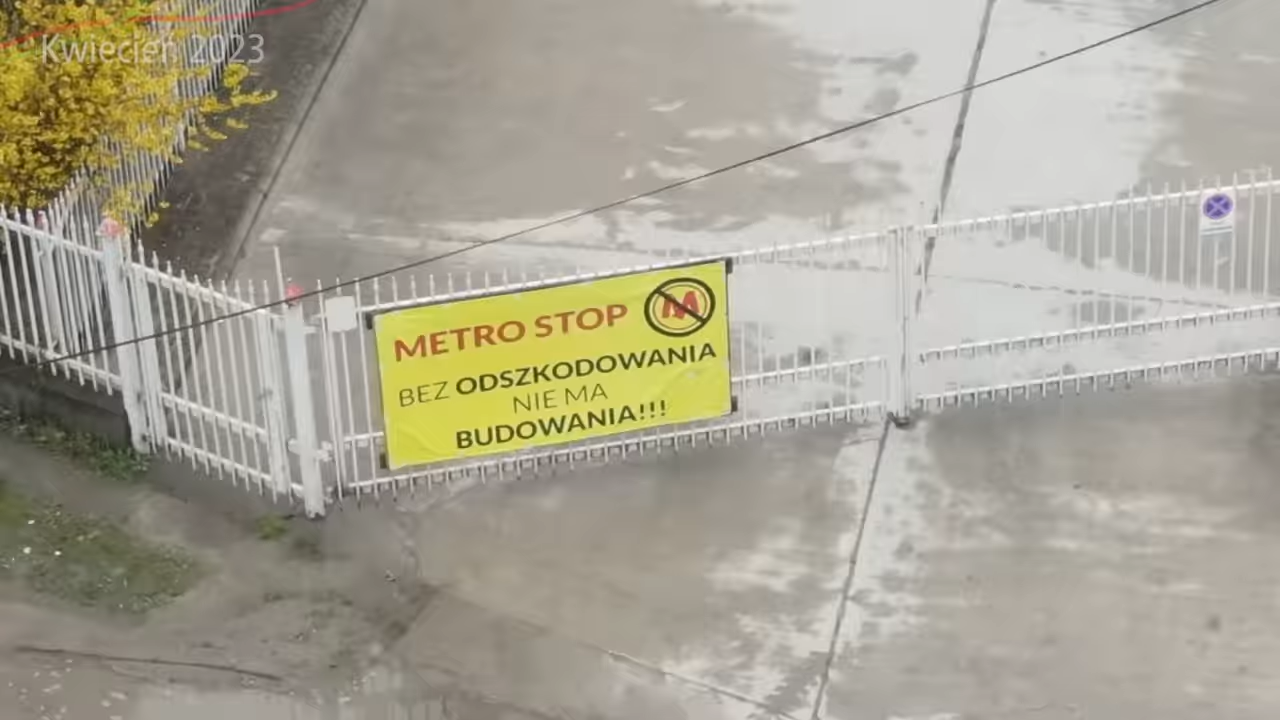 Kwiecień 2023
METRO STOP M
BEZ ODSZKODOWANIA
NIE MA
BUDOWANIA!!!